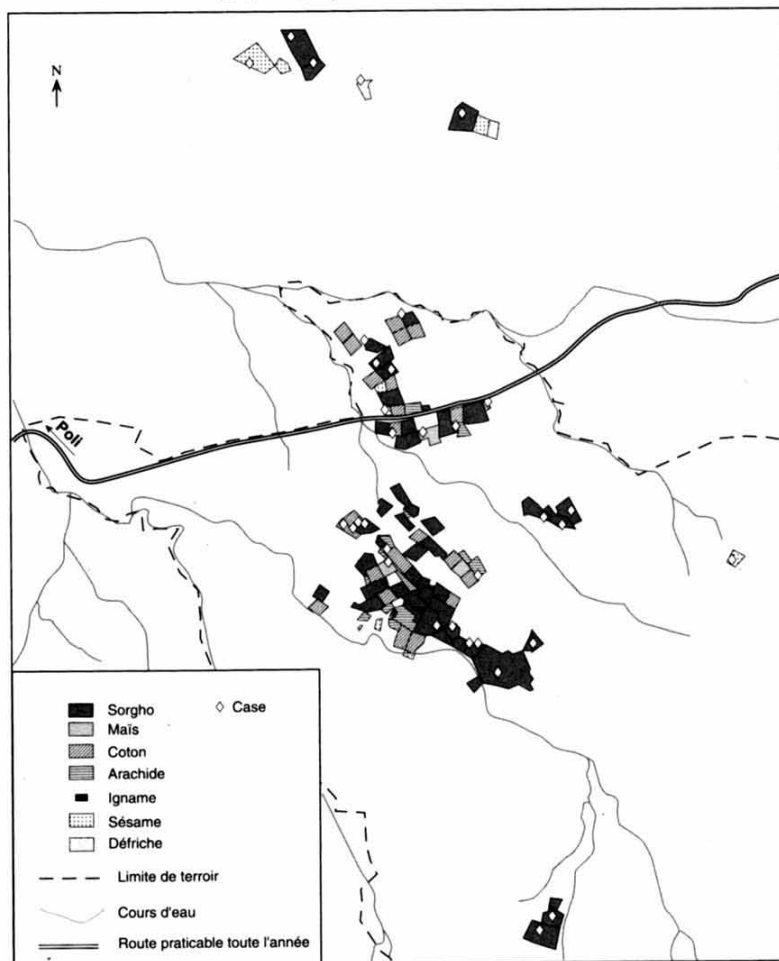 N
Poli
Sorgho
Case
Maïs
Coton
Arachide
Igname
Sésame
Défriche
Limite de terroir
Cours d'eau
Route praticable toute l'année